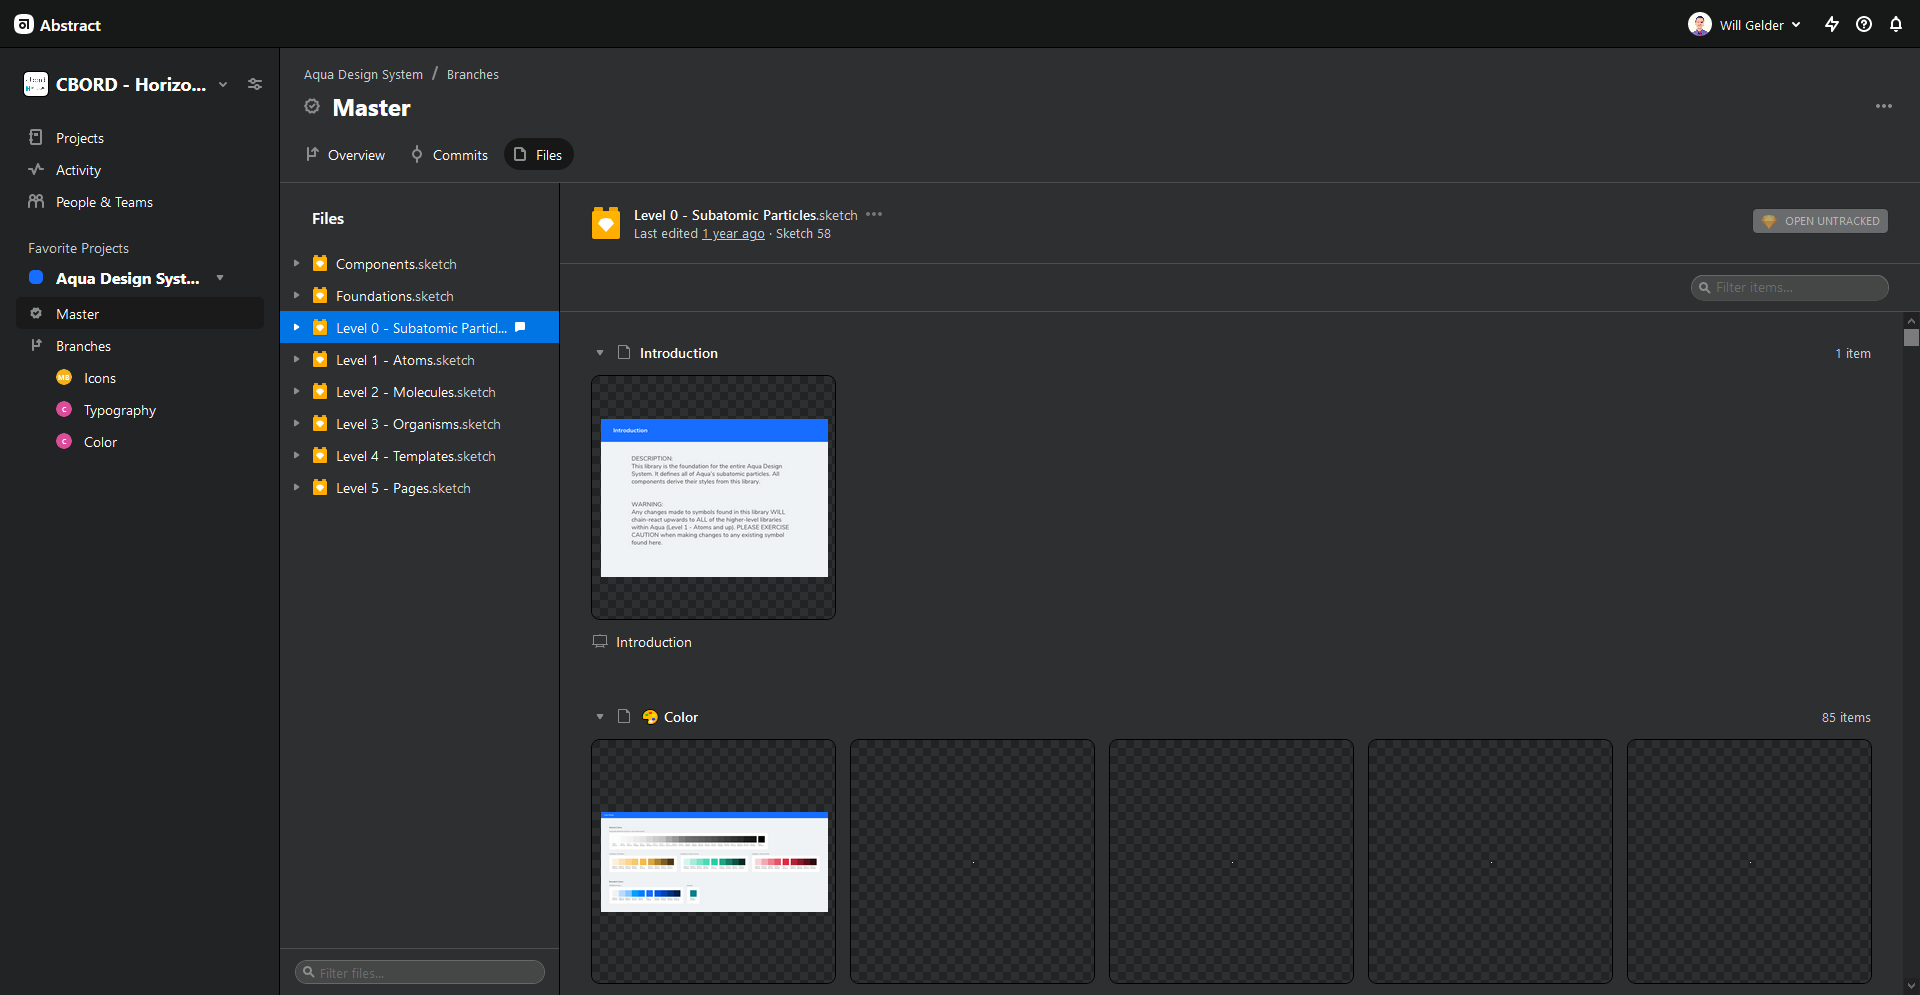 Abstract
Will Gelder
CBORD - Horizo...
Projects
Activity
People & Teams
Favorite Projects
Aqua Design Syst...
Master
Branches
MB Icons
C Typography
C Color
Aqua Design System / Branches
Master
Overview
Commits
Files
Files
Components.sketch
Foundations.sketch
Level 0 - Subatomic Particl...
Level 1 - Atoms.sketch
Level 2 - Molecules.sketch
Level 3 - Organisms.sketch
Level 4 - Templates.sketch
Level 5 - Pages.sketch
Filter files...
Level 0 - Subatomic Particles.sketch
Last edited 1 year ago · Sketch 58
OPEN UNTRACKED
Filter items...
Introduction
1 item
Introduction
DESCRIPTION:
This library is the foundation for the entire Aqua Design
System. It defines all of Aqua's subatomic particles. All
components derive their styles from this library.
WARNING:
Any changes made to symbols found in this library WILL
chain-react upwards to ALL of the higher-level libraries
within Aqua (Level 1 - Atoms and up). PLEASE EXERCISE
CAUTION when making changes to any existing symbol
found here.
Introduction
Color
85 items